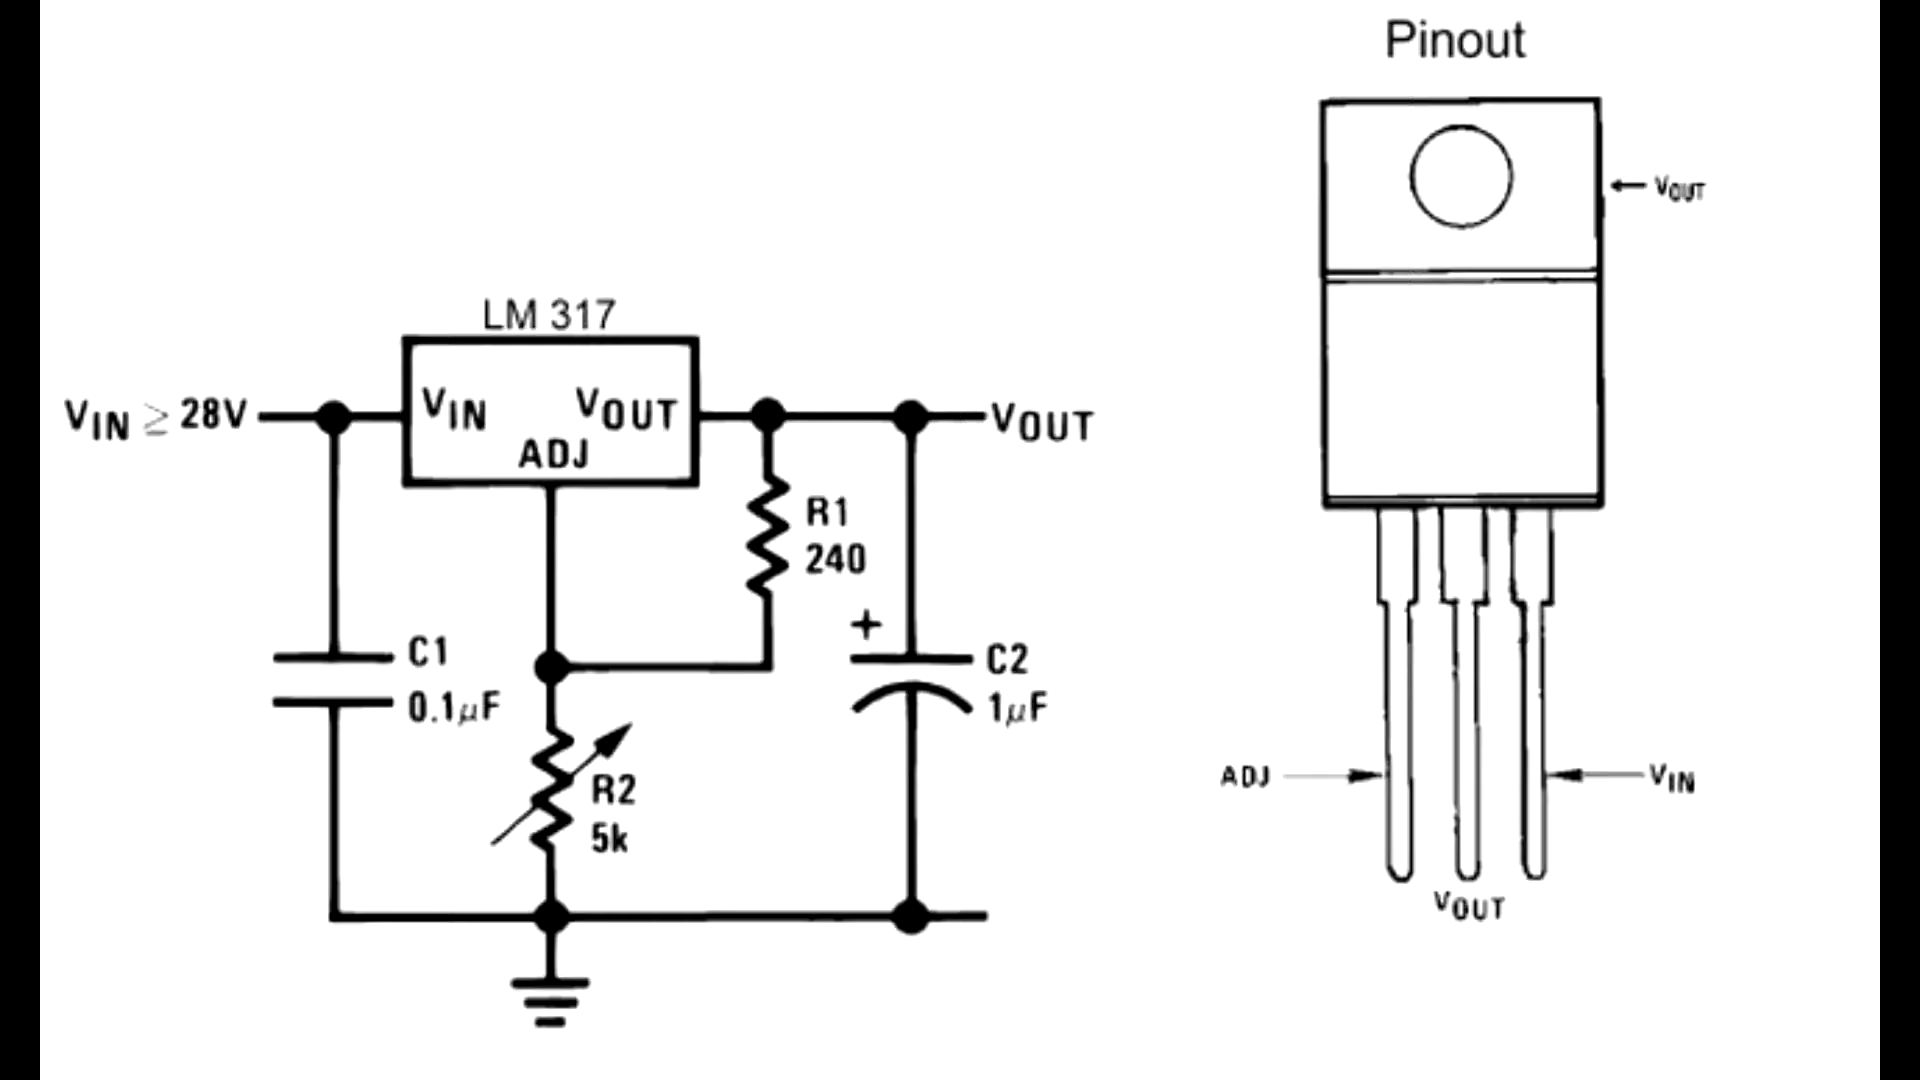 Pinout
VOUT
LM 317
VIN ≥ 28V
VIN
VOUT
ADJ
VOUT
R1
240
+
C1
0.1μF
C2
1μF
R2
5k
ADJ
VIN
VOUT